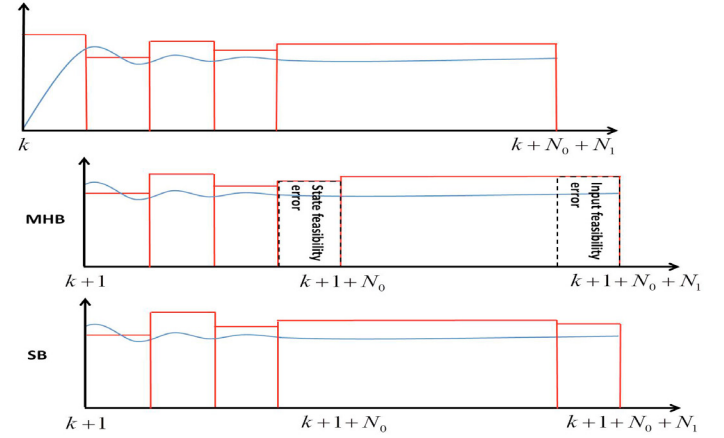 k
k + N₀ + N₁
MHB
State feasibility
error
Input feasibility
error
k + 1
k + 1 + N₀
k + 1 + N₀ + N₁
SB
k + 1
k + 1 + N₀
k + 1 + N₀ + N₁